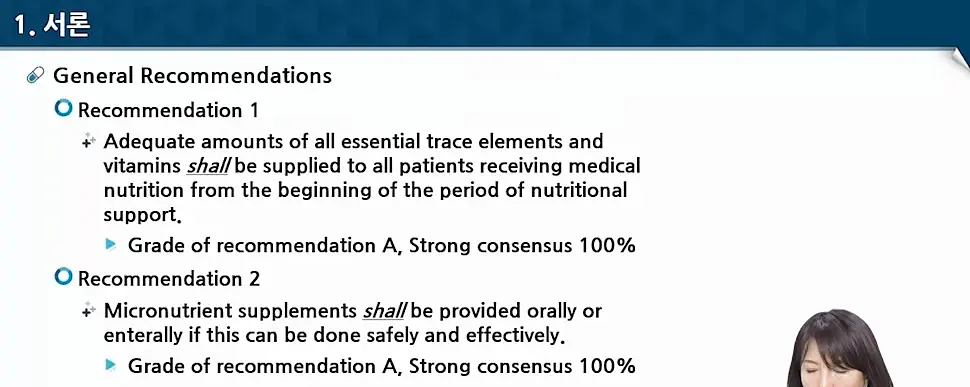 1. 서론
General Recommendations
Recommendation 1
Adequate amounts of all essential trace elements and
vitamins shall be supplied to all patients receiving medical
nutrition from the beginning of the period of nutritional
support.
Grade of recommendation A, Strong consensus 100%
Recommendation 2
Micronutrient supplements shall be provided orally or
enterally if this can be done safely and effectively.
Grade of recommendation A, Strong consensus 100%